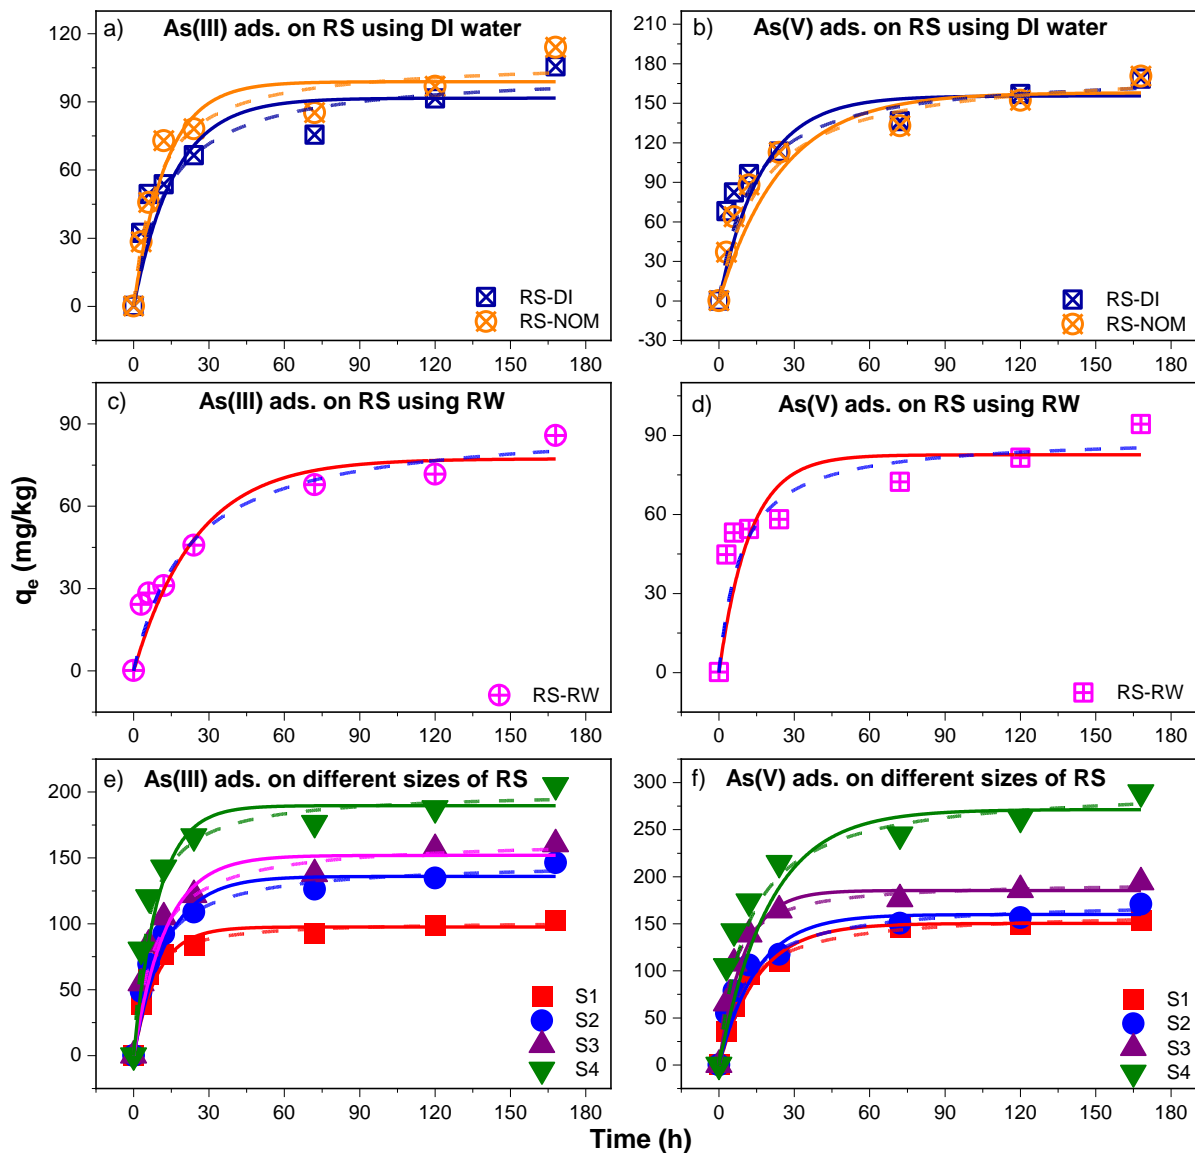 a) As(III) ads. on RS using DI water
120
90
60
30
0
0 30 60 90 120 150 180
RS-DI
RS-NOM
b) As(V) ads. on RS using DI water
210
180
150
120
90
60
30
0
-30
0 30 60 90 120 150 180
RS-DI
RS-NOM
c) As(III) ads. on RS using RW
90
60
30
0
0 30 60 90 120 150 180
RS-RW
d) As(V) ads. on RS using RW
90
60
30
0
0 30 60 90 120 150 180
RS-RW
qe (mg/kg)
e) As(III) ads. on different sizes of RS
200
150
100
50
0
0 30 60 90 120 150 180
S1
S2
S3
S4
f) As(V) ads. on different sizes of RS
300
250
200
150
100
50
0
0 30 60 90 120 150 180
S1
S2
S3
S4
Time (h)